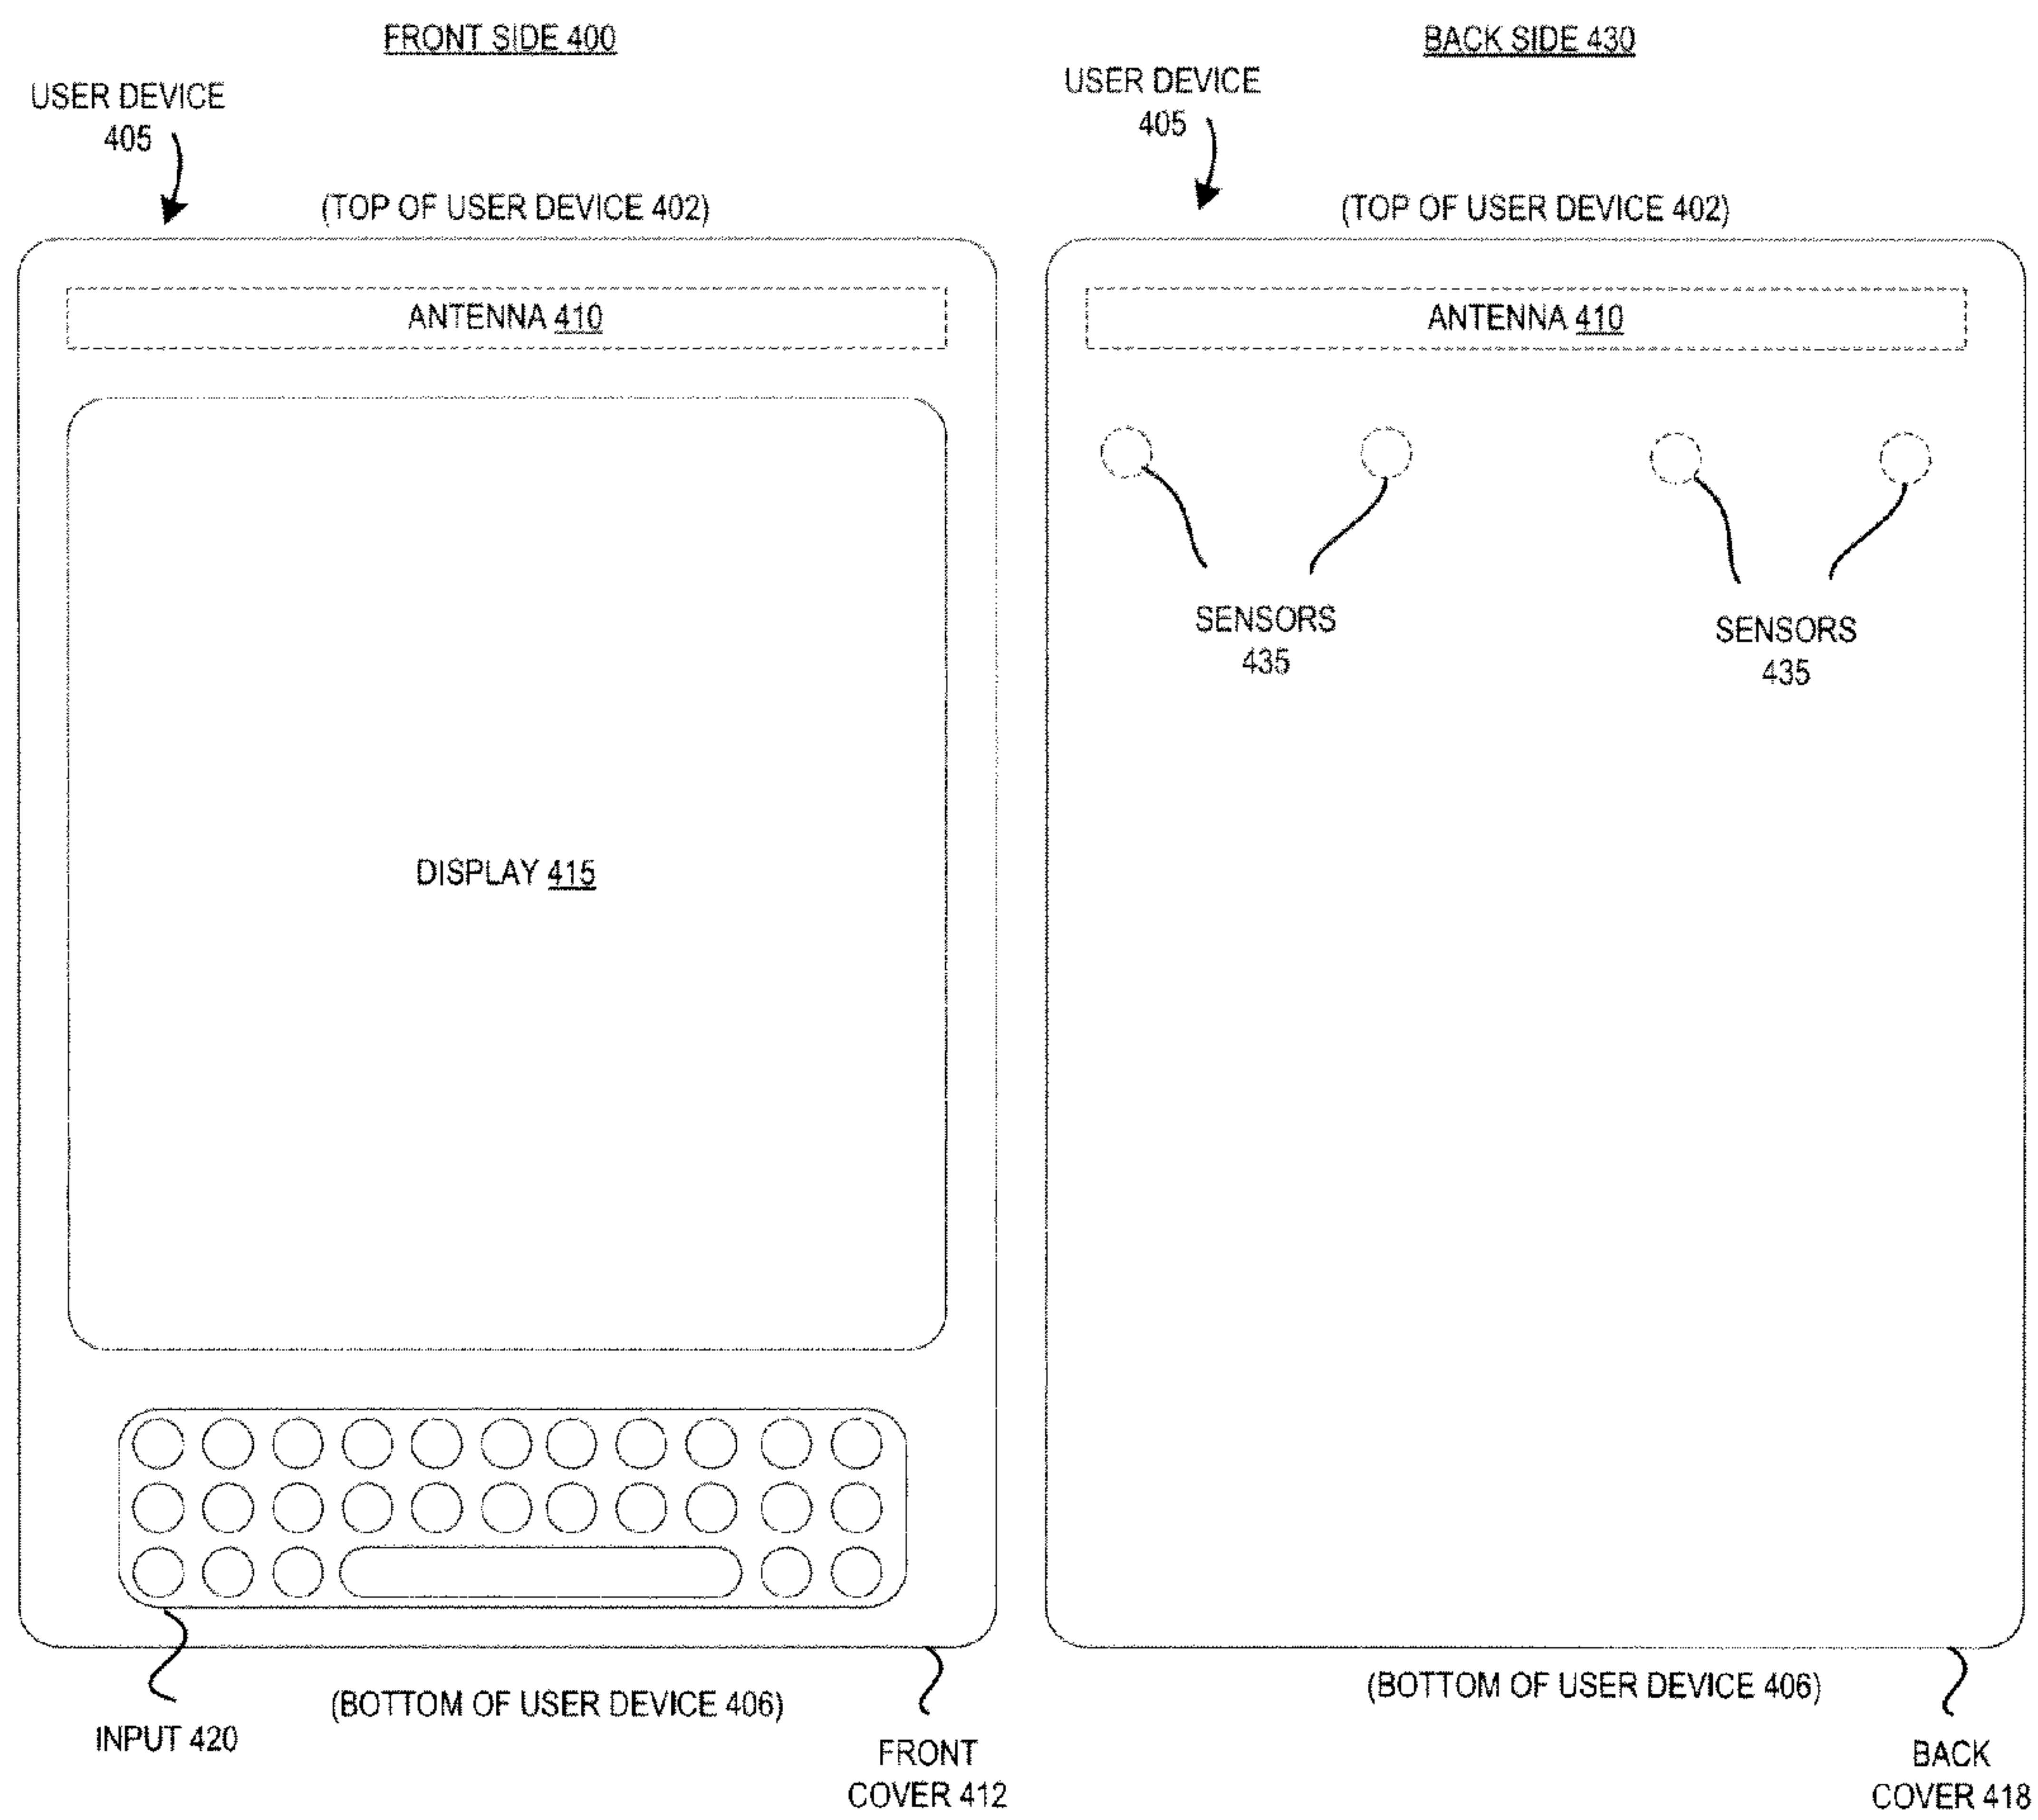 FRONT SIDE 400
USER DEVICE
405
(TOP OF USER DEVICE 402)
ANTENNA 410
DISPLAY 415
INPUT 420
(BOTTOM OF USER DEVICE 406)
FRONT
COVER 412
BACK SIDE 430
USER DEVICE
405
(TOP OF USER DEVICE 402)
ANTENNA 410
SENSORS
435
SENSORS
435
(BOTTOM OF USER DEVICE 406)
BACK
COVER 418